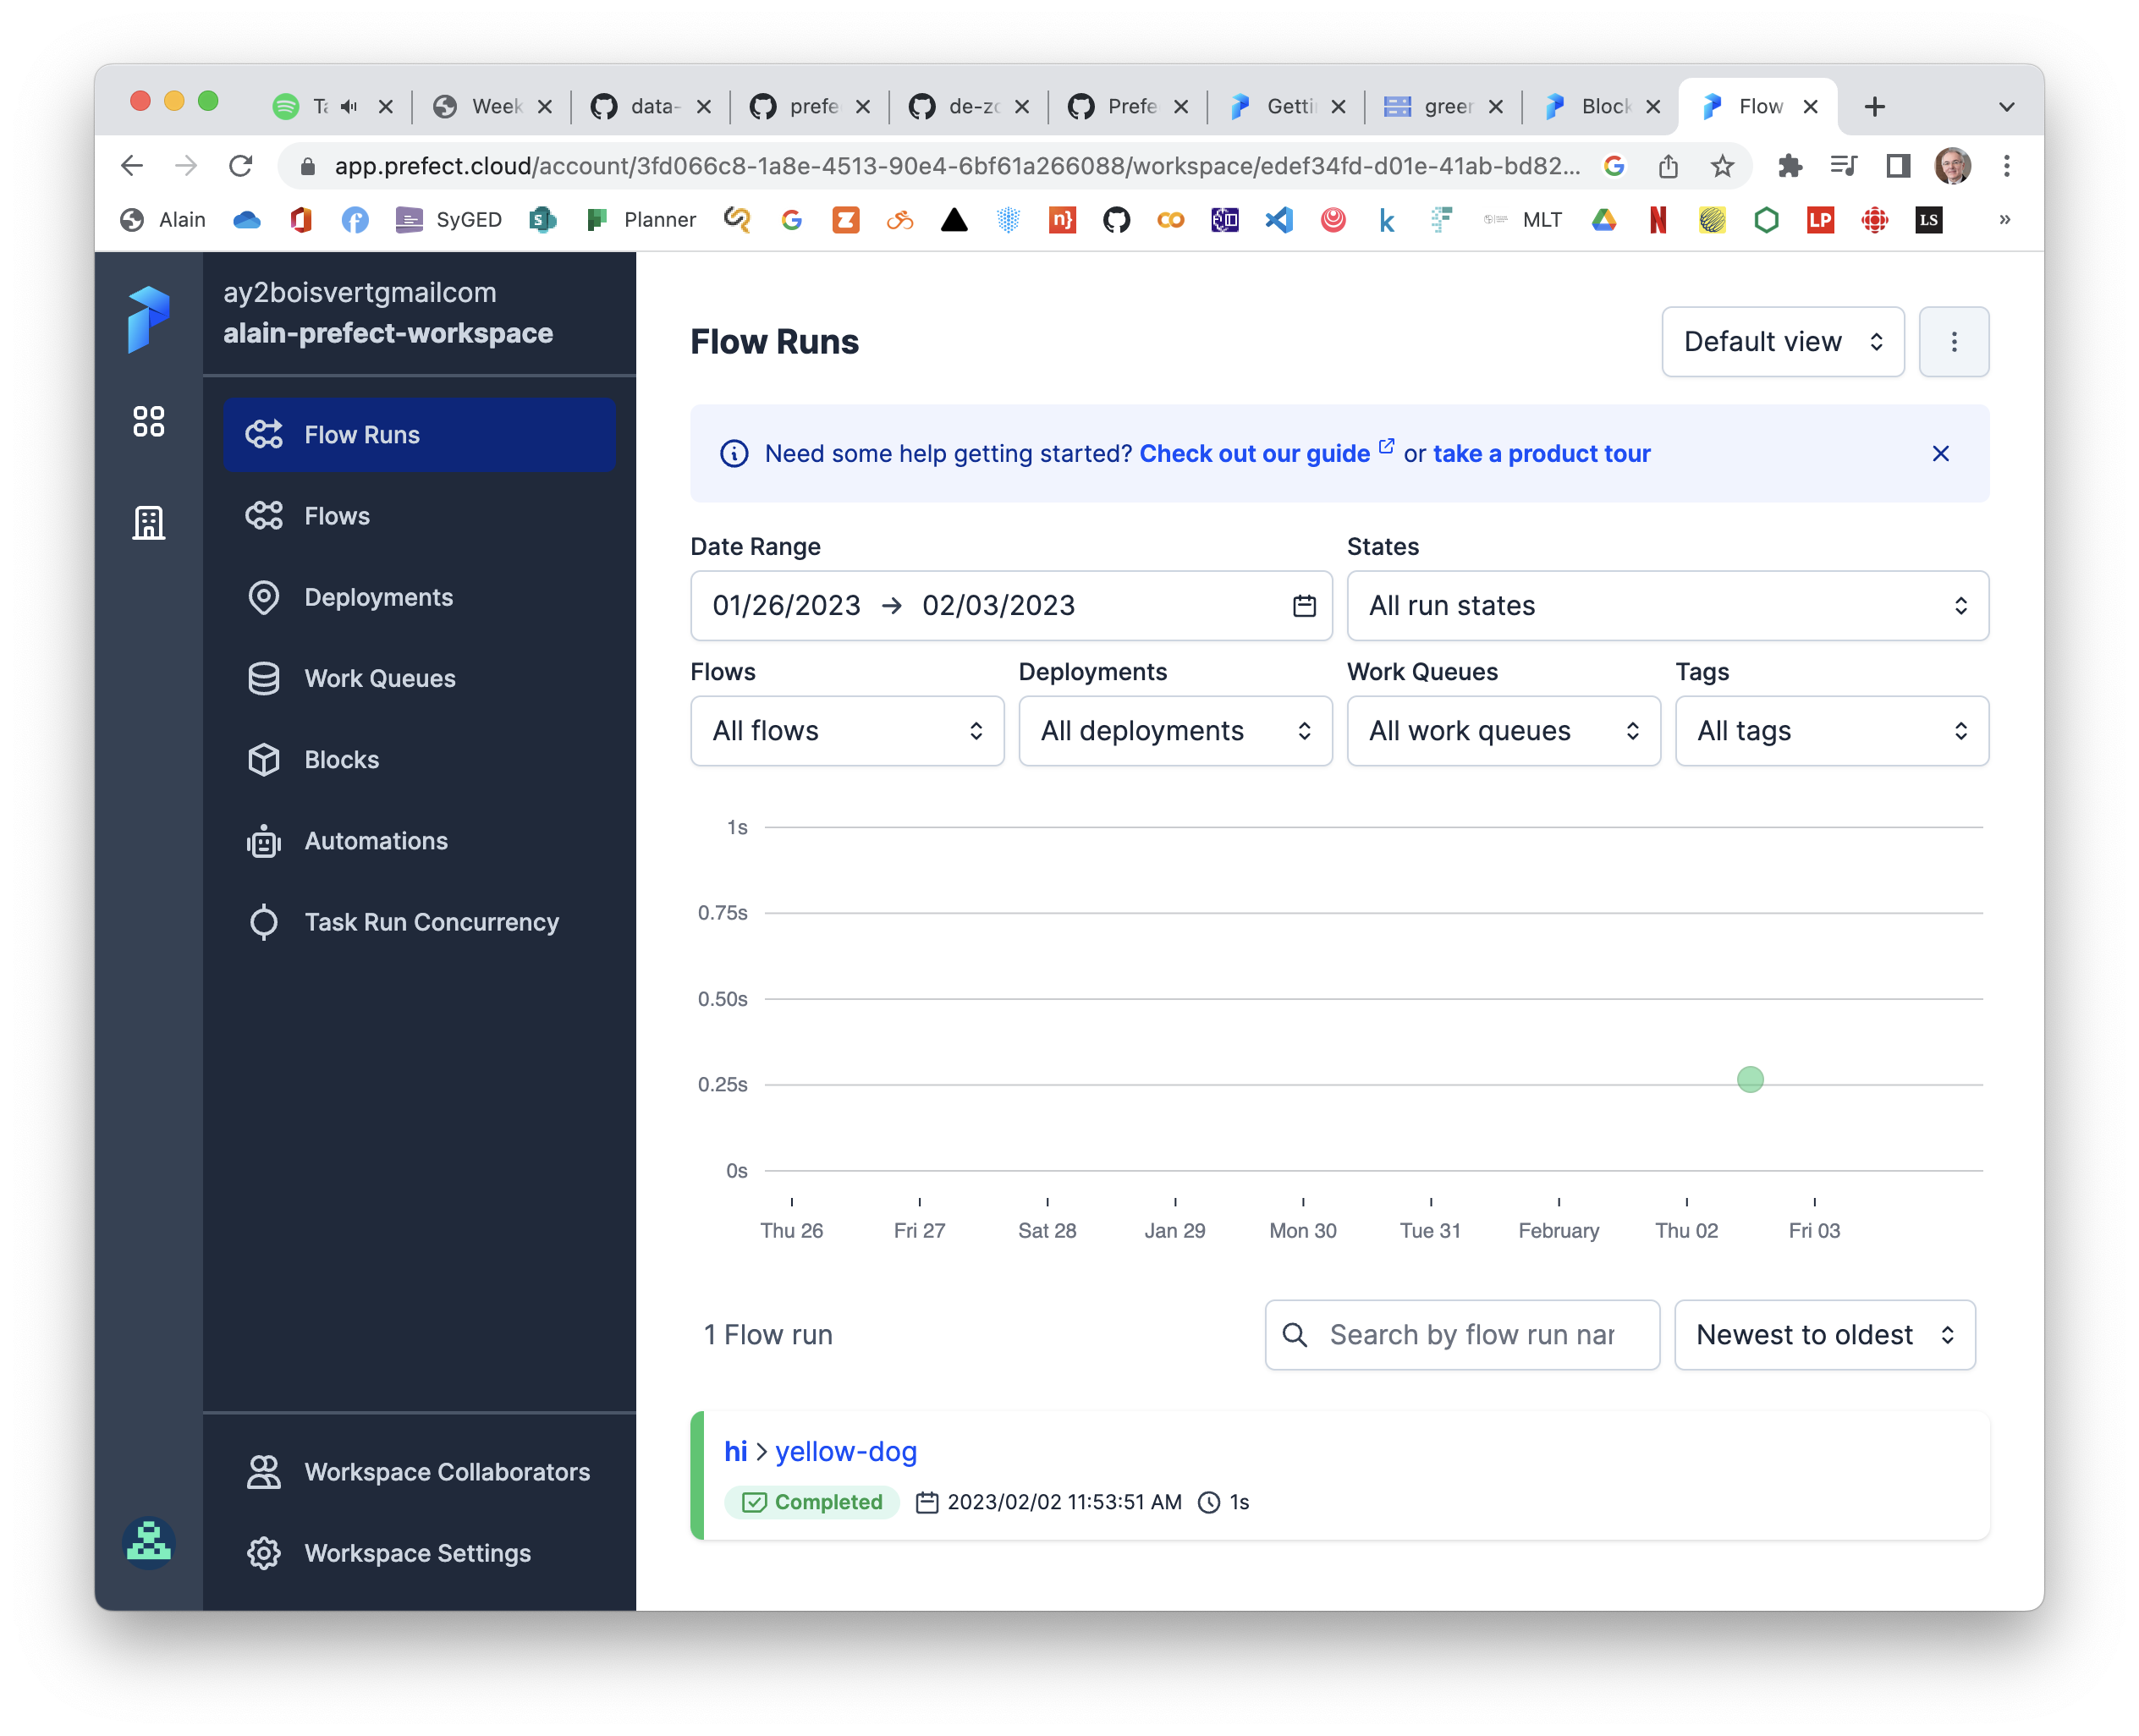 Ta
Week
data-
prefe
de-zo
Prefe
Getti
green
Block
Flow
app.prefect.cloud/account/3fd066c8-1a8e-4513-90e4-6bf61a266088/workspace/edef34fd-d01e-41ab-bd82...
Alain
SyGED
Planner
MLT
LP
LS
»
ay2boisvertgmailcom
alain-prefect-workspace
Flow Runs
Flows
Deployments
Work Queues
Blocks
Automations
Task Run Concurrency
Workspace Collaborators
Workspace Settings
Flow Runs
Default view
Need some help getting started? Check out our guide or take a product tour
Date Range
States
01/26/2023 → 02/03/2023
All run states
Flows
Deployments
Work Queues
Tags
All flows
All deployments
All work queues
All tags
1s
0.75s
0.50s
0.25s
0s
Thu 26
Fri 27
Sat 28
Jan 29
Mon 30
Tue 31
February
Thu 02
Fri 03
1 Flow run
Search by flow run nar
Newest to oldest
hi > yellow-dog
Completed 2023/02/02 11:53:51 AM 1s